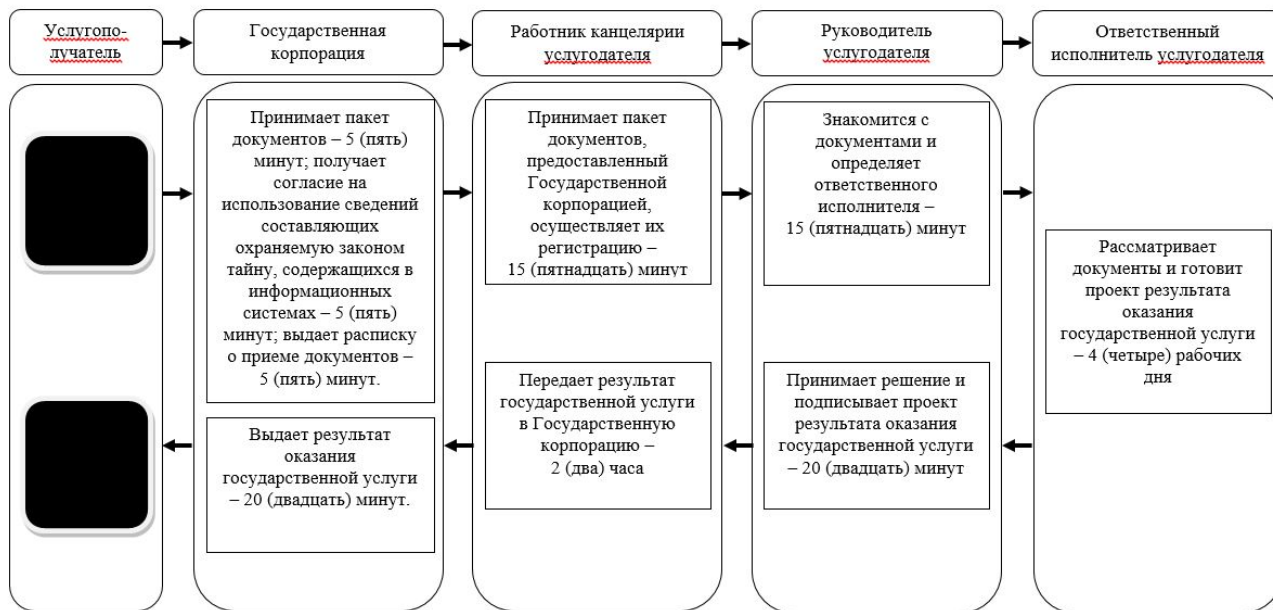 Услугопо-
лучатель
Государственная
корпорация
Работник канцелярии
услугодателя
Руководитель
услугодателя
Ответственный
исполнитель услугодателя
Принимает пакет
документов – 5 (пять)
минут; получает
согласие на
использование сведений
составляющих
охраняемую законом
тайну, содержащихся в
информационных
системах – 5 (пять)
минут; выдает расписку
о приеме документов –
5 (пять) минут.
Принимает пакет
документов,
предоставленный
Государственной
корпорацией,
осуществляет их
регистрацию –
15 (пятнадцать) минут
Знакомится с
документами и
определяет
ответственного
исполнителя –
15 (пятнадцать) минут
Рассматривает
документы и готовит
проект результата
оказания
государственной услуги
– 4 (четыре) рабочих
дня
Принимает решение и
подписывает проект
результата оказания
государственной услуги
– 20 (двадцать) минут
Передает результат
государственной услуги
в Государственную
корпорацию –
2 (два) часа
Выдает результат
оказания
государственной услуги
– 20 (двадцать) минут.